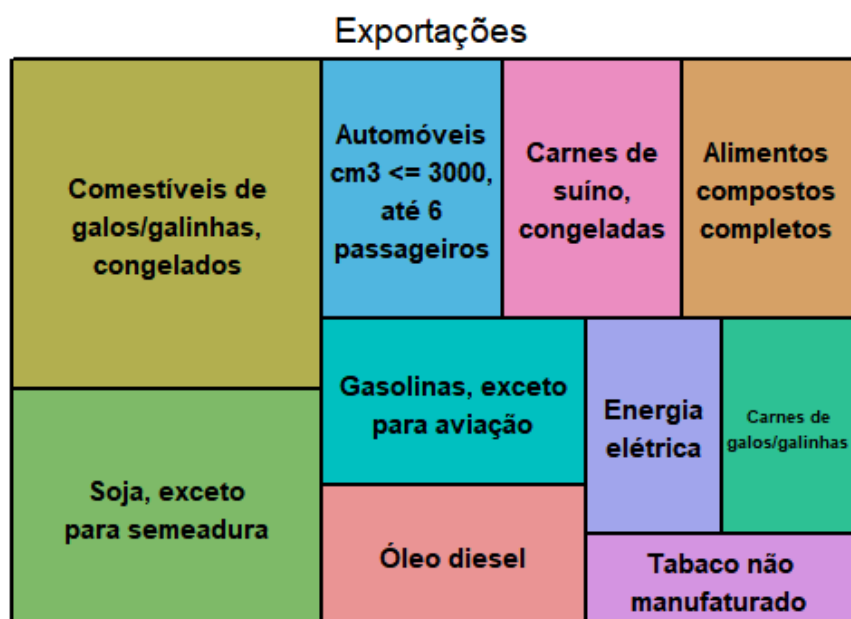 Exportações
Comestíveis de
galos/galinhas,
congelados
Automóveis
cm3 <= 3000,
até 6
passageiros
Carnes de
suíno,
congeladas
Alimentos
compostos
completos
Gasolinas, exceto
para aviação
Energia
elétrica
Carnes de
galos/galinhas
Soja, exceto
para semeadura
Óleo diesel
Tabaco não
manufaturado